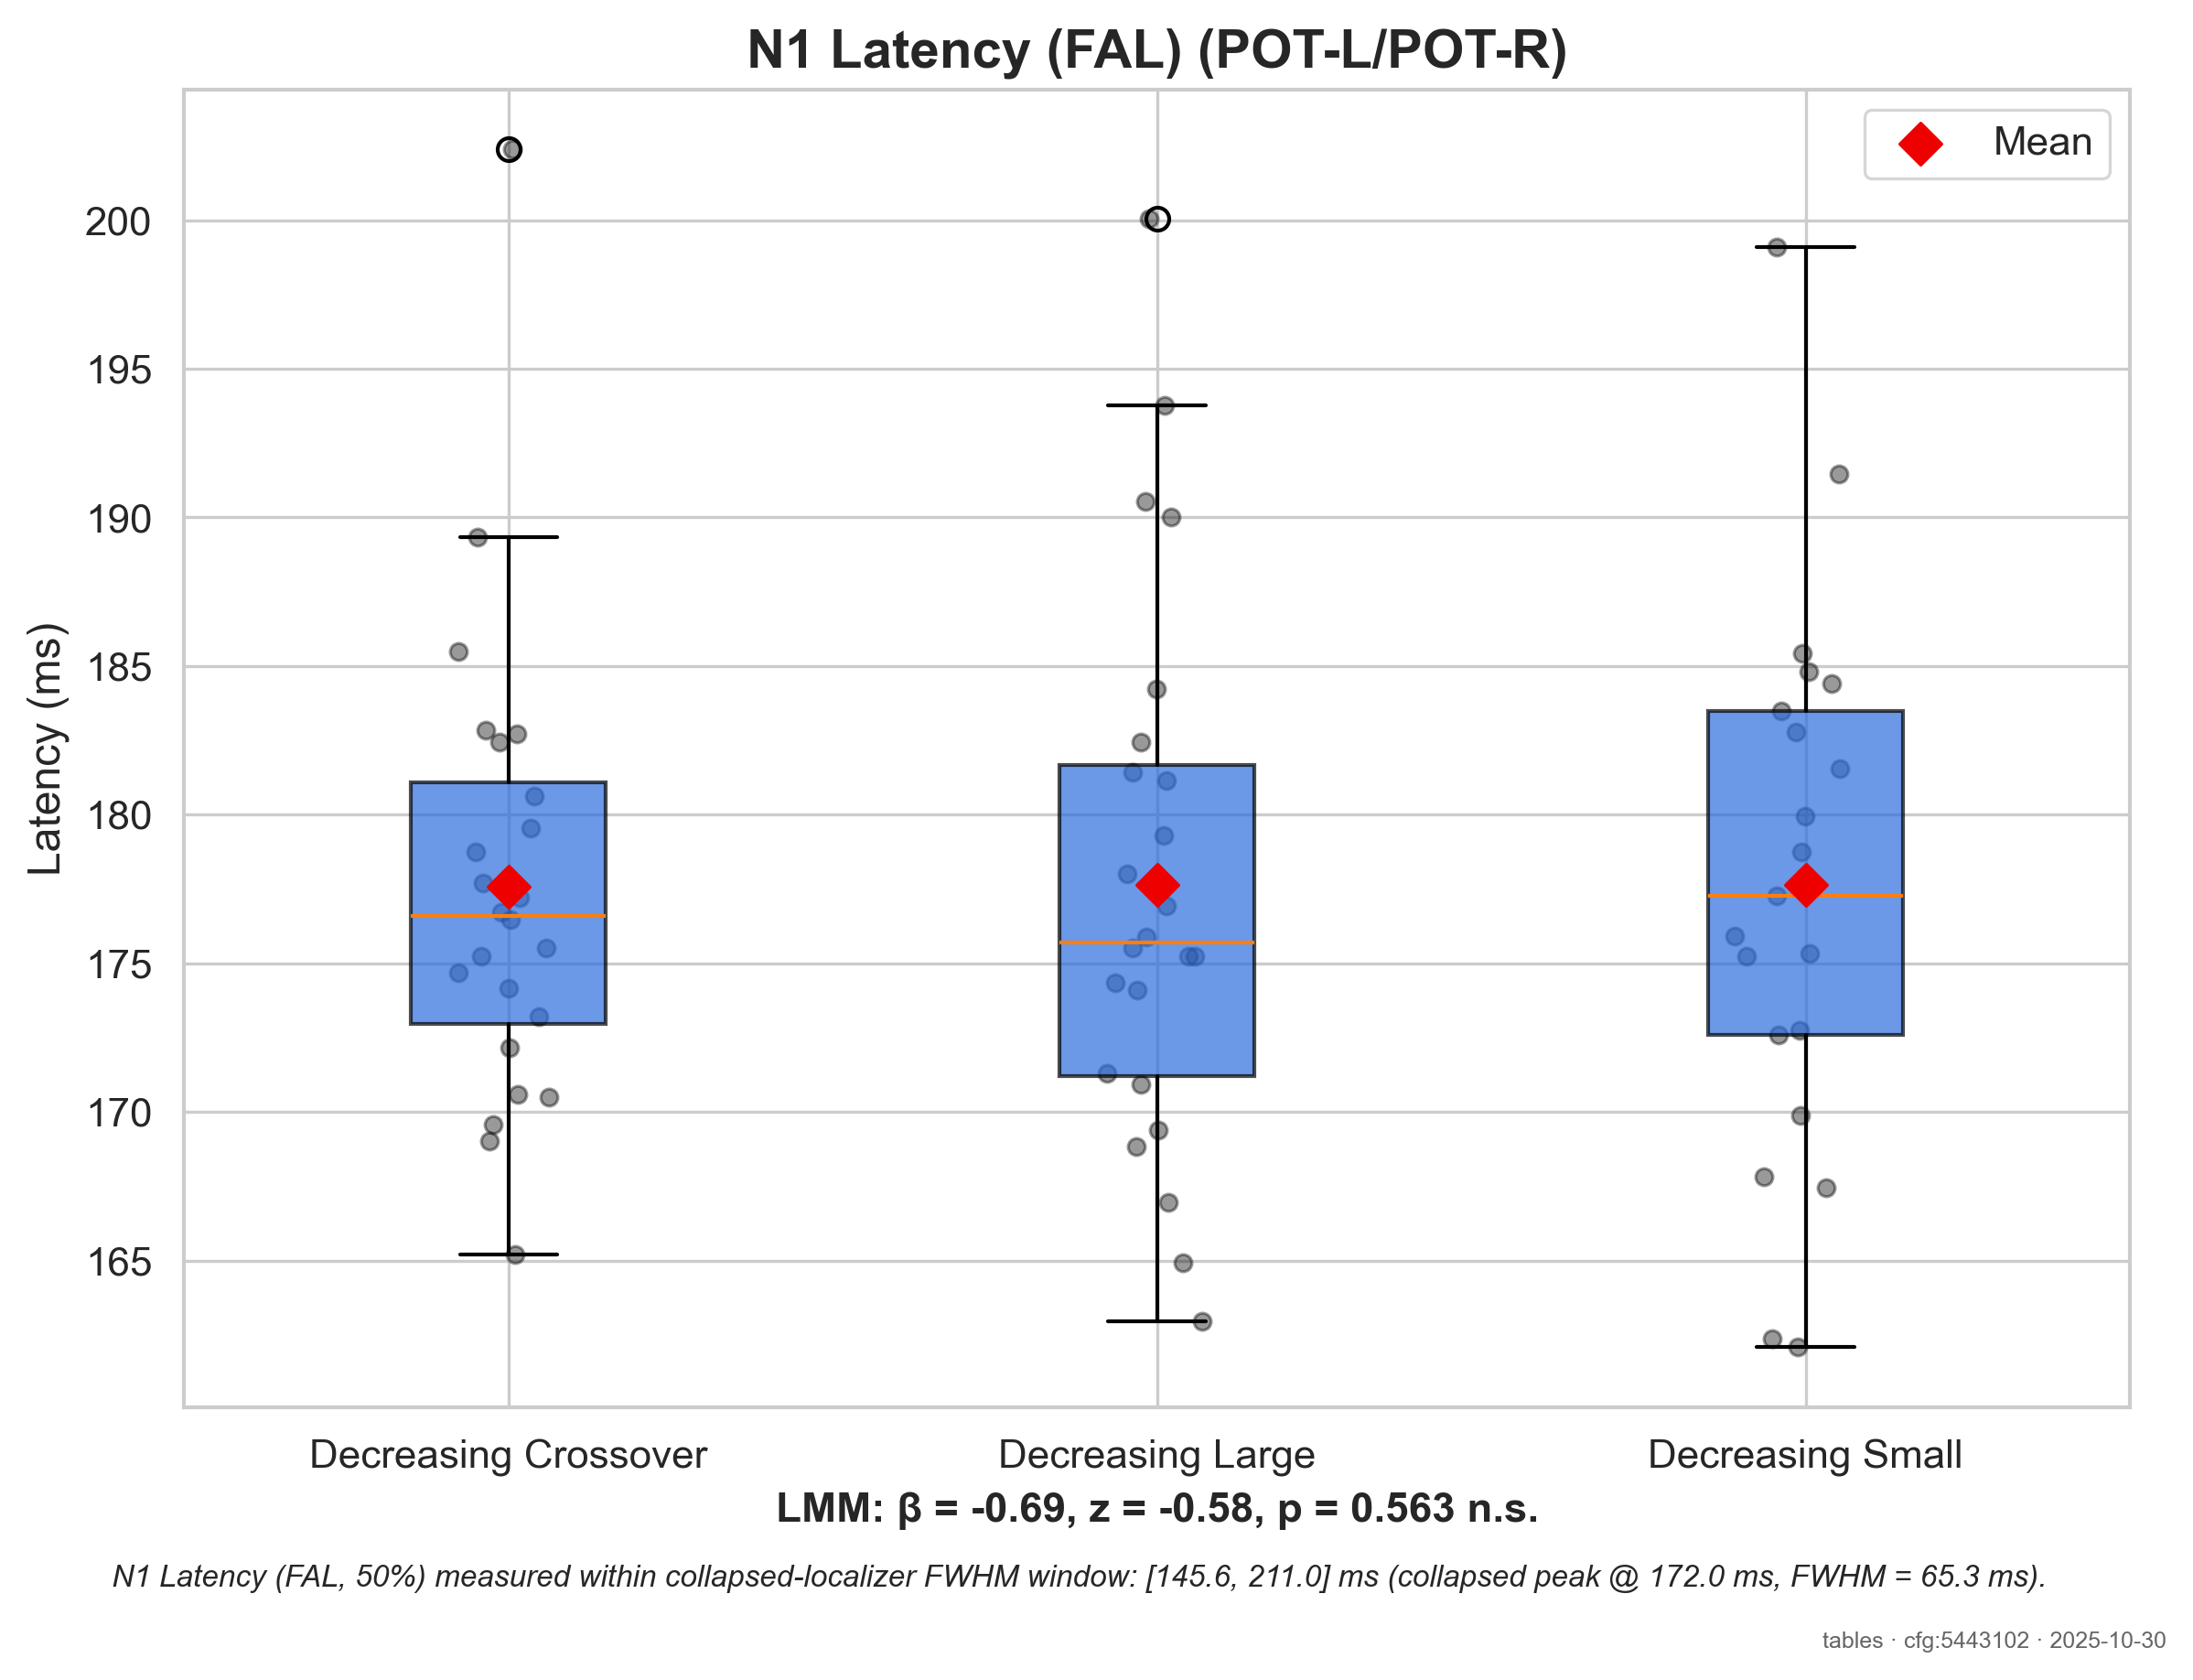 N1 Latency (FAL) (POT-L/POT-R)
Mean
200
195
190
185
180
175
170
165
Latency (ms)
Decreasing Crossover
Decreasing Large
Decreasing Small
LMM: β = -0.69, z = -0.58, p = 0.563 n.s.
N1 Latency (FAL, 50%) measured within collapsed-localizer FWHM window: [145.6, 211.0] ms (collapsed peak @ 172.0 ms, FWHM = 65.3 ms).
tables · cfg:5443102 · 2025-10-30